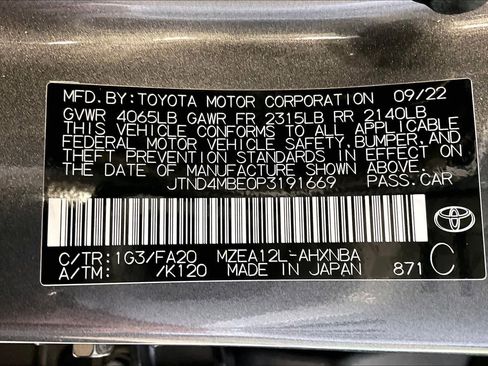 MFD.BY:TOYOTA MOTOR CORPORATION 09/22
GVWR 4065LB GAWR FR 2315LB RR 2140LB
THIS VEHICLE CONFORMS TO ALL APPLICABLE
FEDERAL MOTOR VEHICLE SAFETY,BUMPER,AND
THEFT PREVENTION STANDARDS IN EFFECT ON
THE DATE OF MANUFACTURE SHOWN ABOVE.
JTND4MBE0P3191669 PASS.CAR
C/TR:1G3/FA20 MZEA12L-AHXNBA
A/TM: /K120 MADE IN JAPAN 871 C